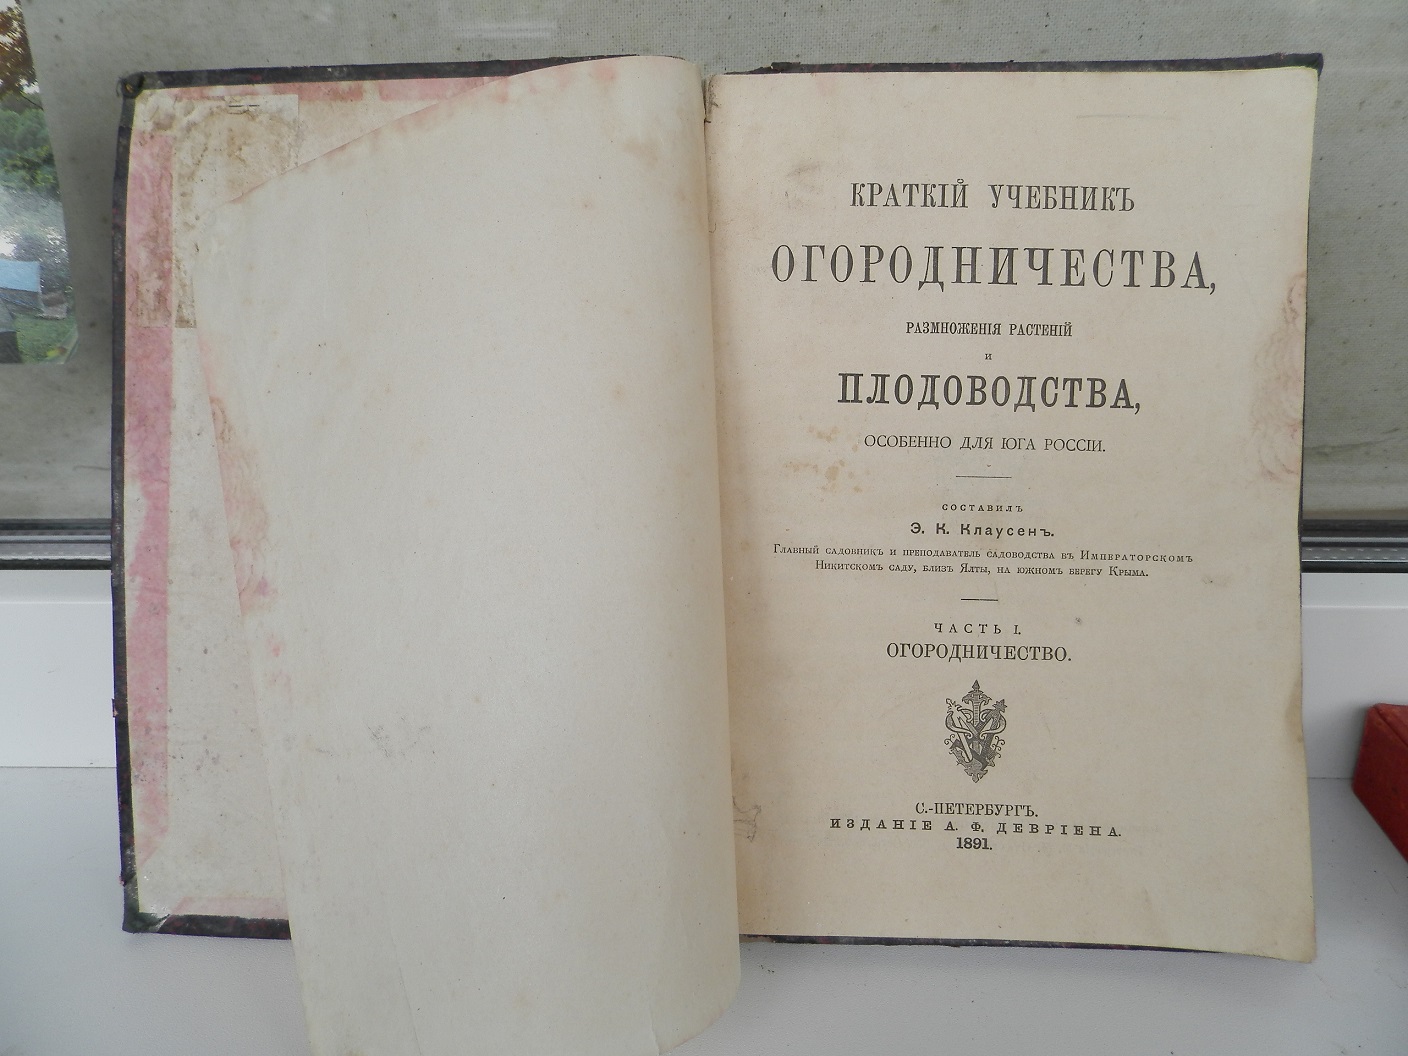 КРАТКІЙ УЧЕБНИКЪ
ОГОРОДНИЧЕСТВА,
РАЗМНОЖЕНІЯ РАСТЕНІЙ
И
ПЛОДОВОДСТВА,
ОСОБЕННО ДЛЯ ЮГА РОССІИ.
СОСТАВИЛЪ
Э. К. Клаусенъ.
Главный садовникъ и преподаватель садоводства въ Императорскомъ
Никитскомъ саду, близъ Ялты, на южномъ берегу Крыма.
ЧАСТЬ I.
ОГОРОДНИЧЕСТВО.
С.-ПЕТЕРБУРГЪ.
ИЗДАНІЕ А. Ф. ДЕВРІЕНА.
1891.